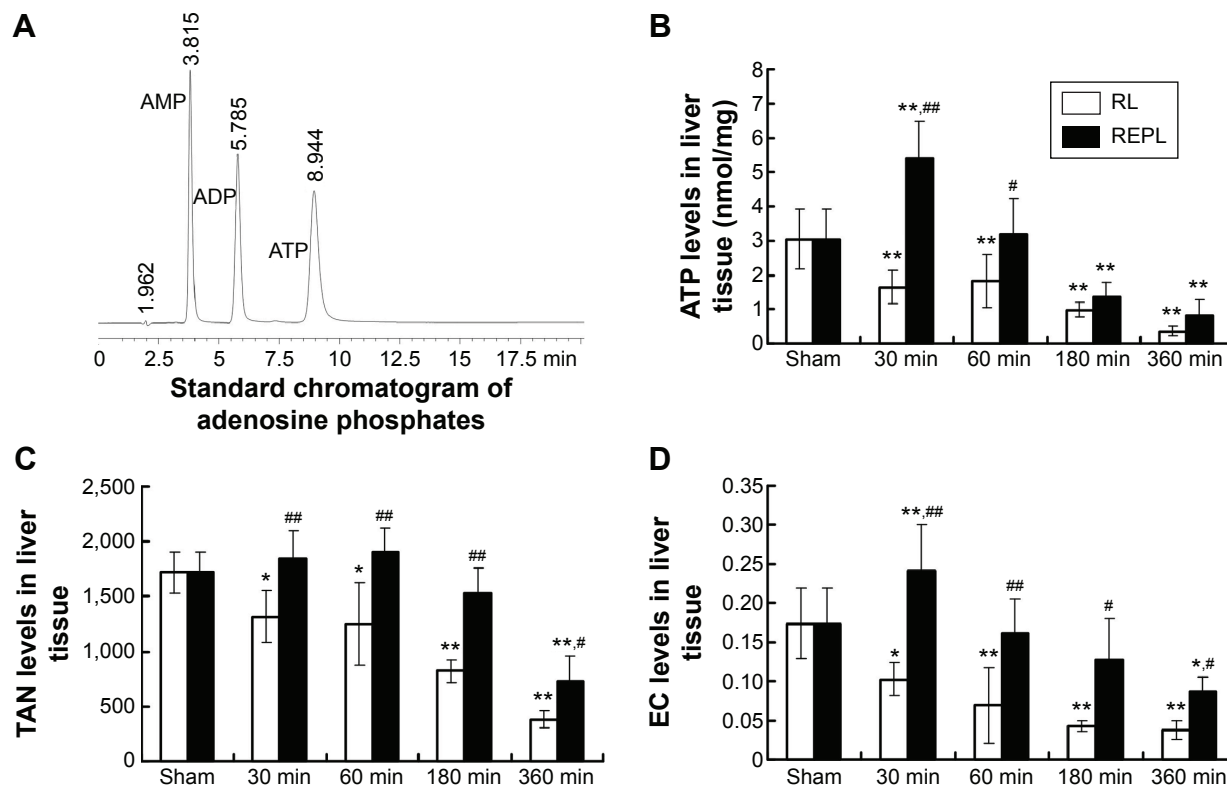 A
3.815
AMP
5.785
ADP
8.944
ATP
1.962
0 2.5 5 7.5 10 12.5 15 17.5 min
Standard chromatogram of
adenosine phosphates
B
ATP levels in liver
tissue (nmol/mg)
8
7
6
5
4
3
2
1
0
RL
REPL
**,##
#
**
**
**
**
**
**
Sham 30 min 60 min 180 min 360 min
C
TAN levels in liver
tissue
2,500
2,000
1,500
1,000
500
0
##
##
##
*
*
**
**,#
**
Sham 30 min 60 min 180 min 360 min
D
EC levels in liver
tissue
0.35
0.30
0.25
0.20
0.15
0.10
0.05
0
**,##
##
#
*
**
*,#
**
**
Sham 30 min 60 min 180 min 360 min